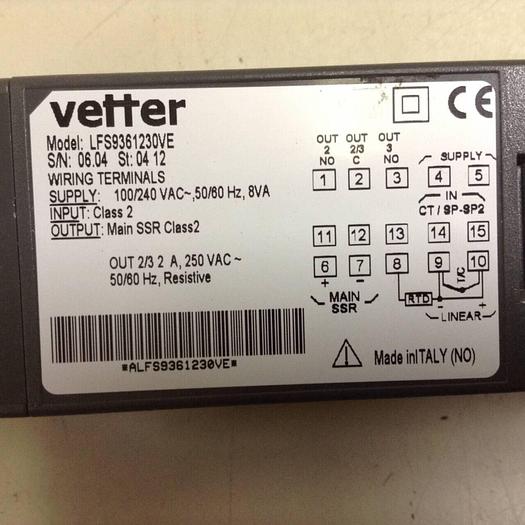 vetter
CE
Model: LFS9361230VE
S/N: 06.04 St: 04 12
WIRING TERMINALS
SUPPLY: 100/240 VAC~,50/60 Hz, 8VA
INPUT: Class 2
OUTPUT: Main SSR Class2
OUT 2/3 2 A, 250 VAC ~
50/60 Hz, Resistive
*ALFS9361230VE*
OUT OUT OUT
2 2/3 3
NO C NO
SUPPLY
1 2 3 4 5
IN
CT / SP-SP2
11 12 13 14 15
6 7 8 9 10
+ -
T/C
RTD
- +
MAIN
SSR
LINEAR
Made inITALY (NO)